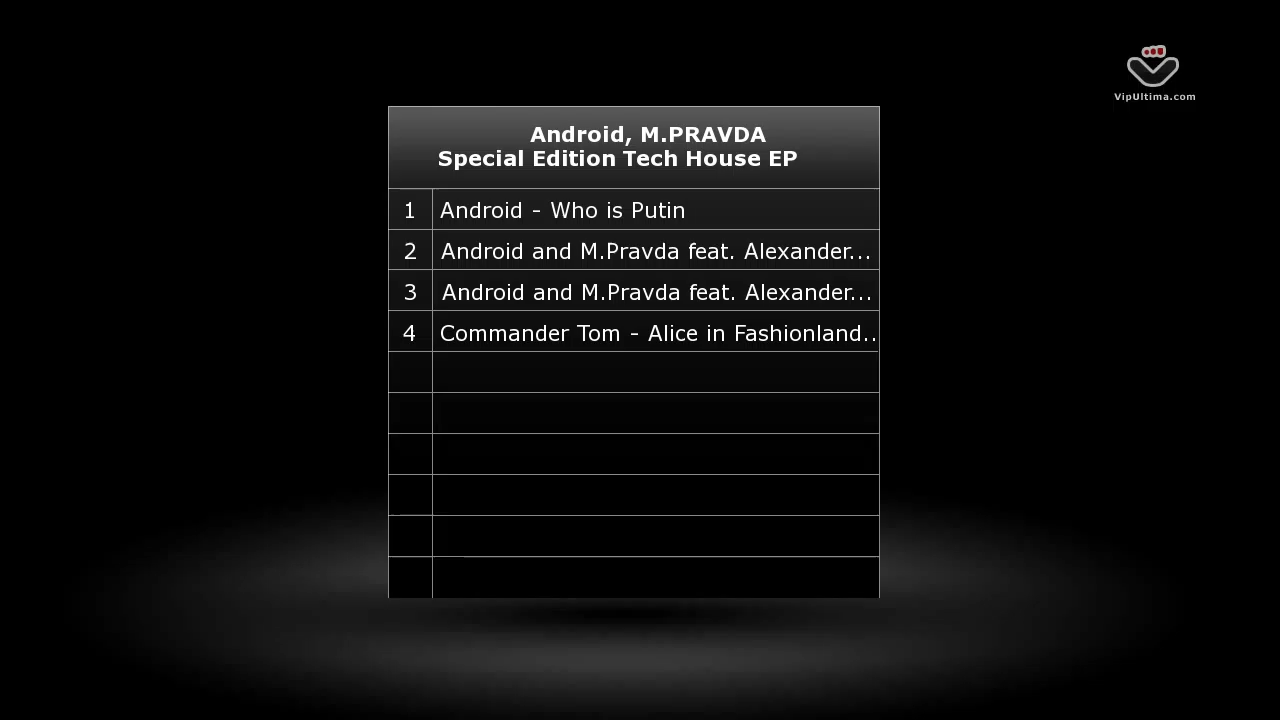 VipUltima.com
Android, M.PRAVDA
Special Edition Tech House EP
1 Android - Who is Putin
2 Android and M.Pravda feat. Alexander...
3 Android and M.Pravda feat. Alexander...
4 Commander Tom - Alice in Fashionland..